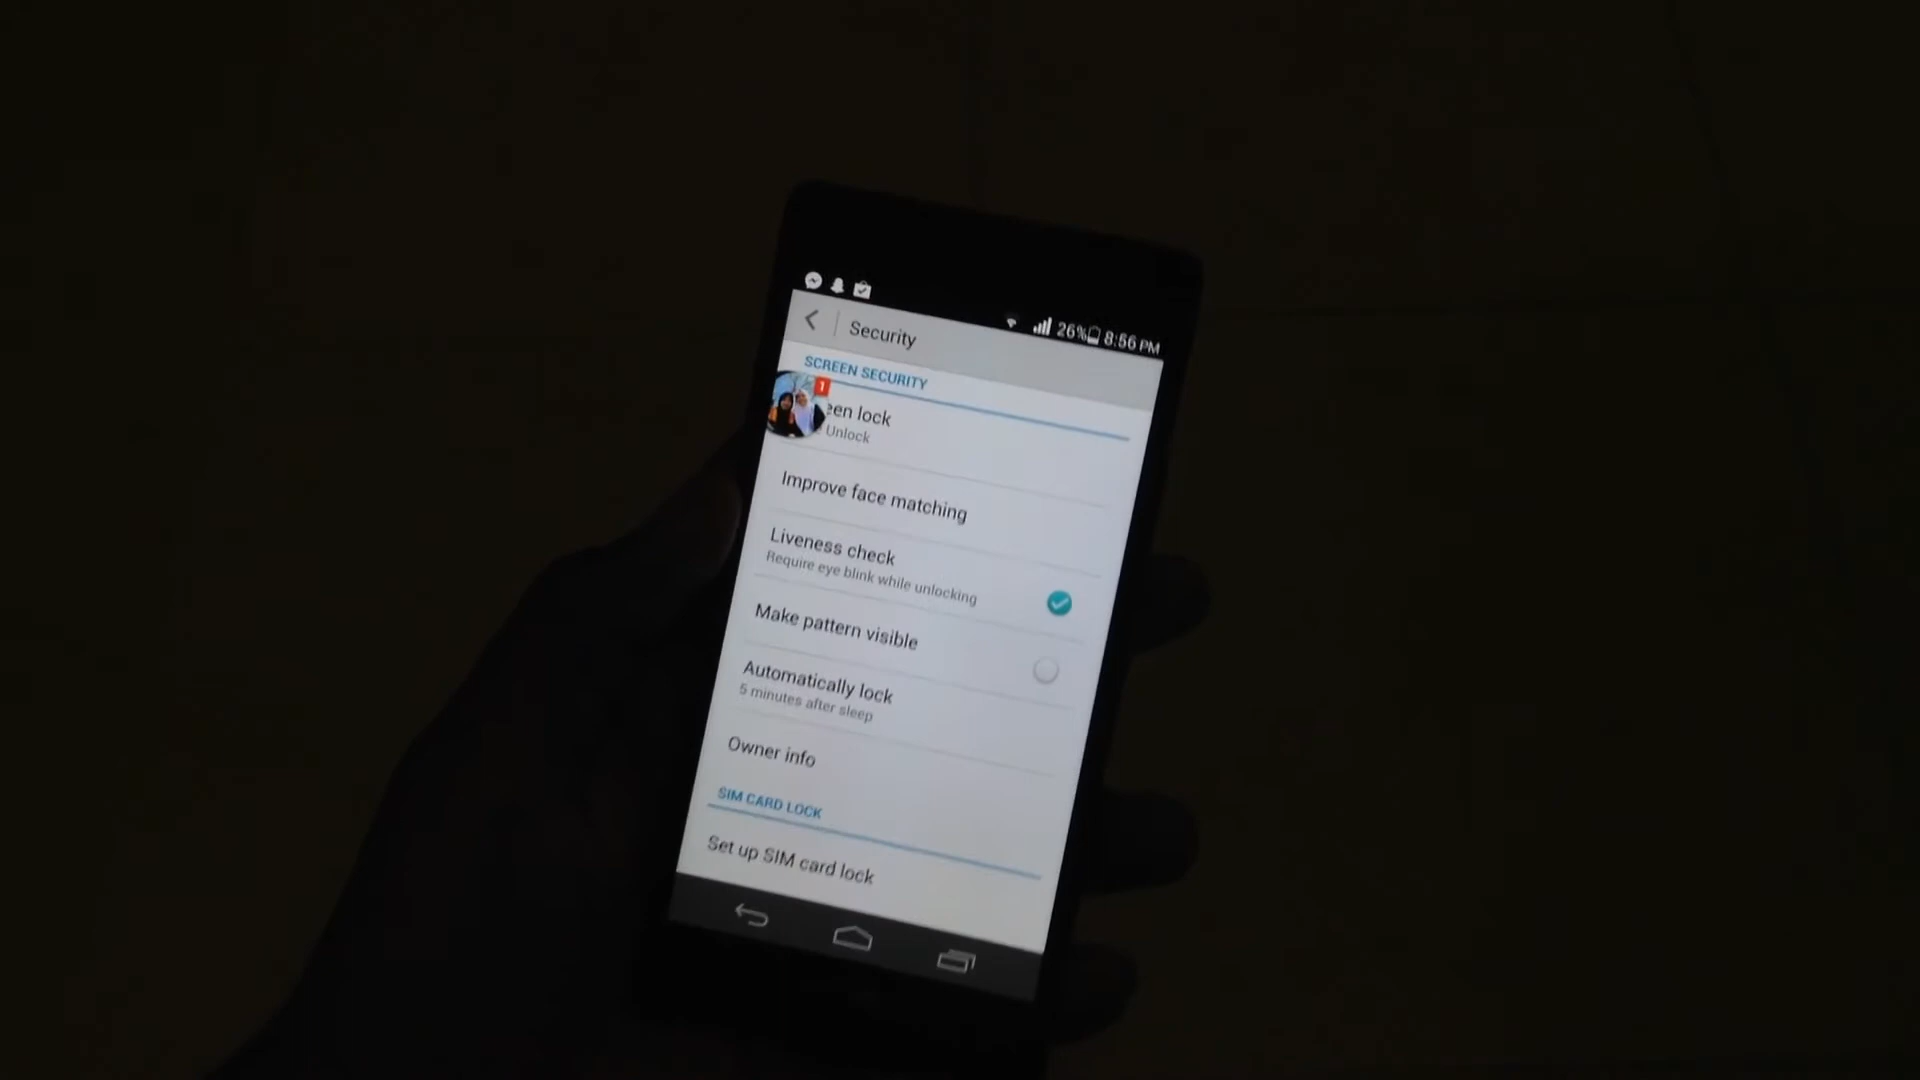 26% 8:56 PM
Security
SCREEN SECURITY
1
een lock
Unlock
Improve face matching
Liveness check
Require eye blink while unlocking
Make pattern visible
Automatically lock
5 minutes after sleep
Owner info
SIM CARD LOCK
Set up SIM card lock